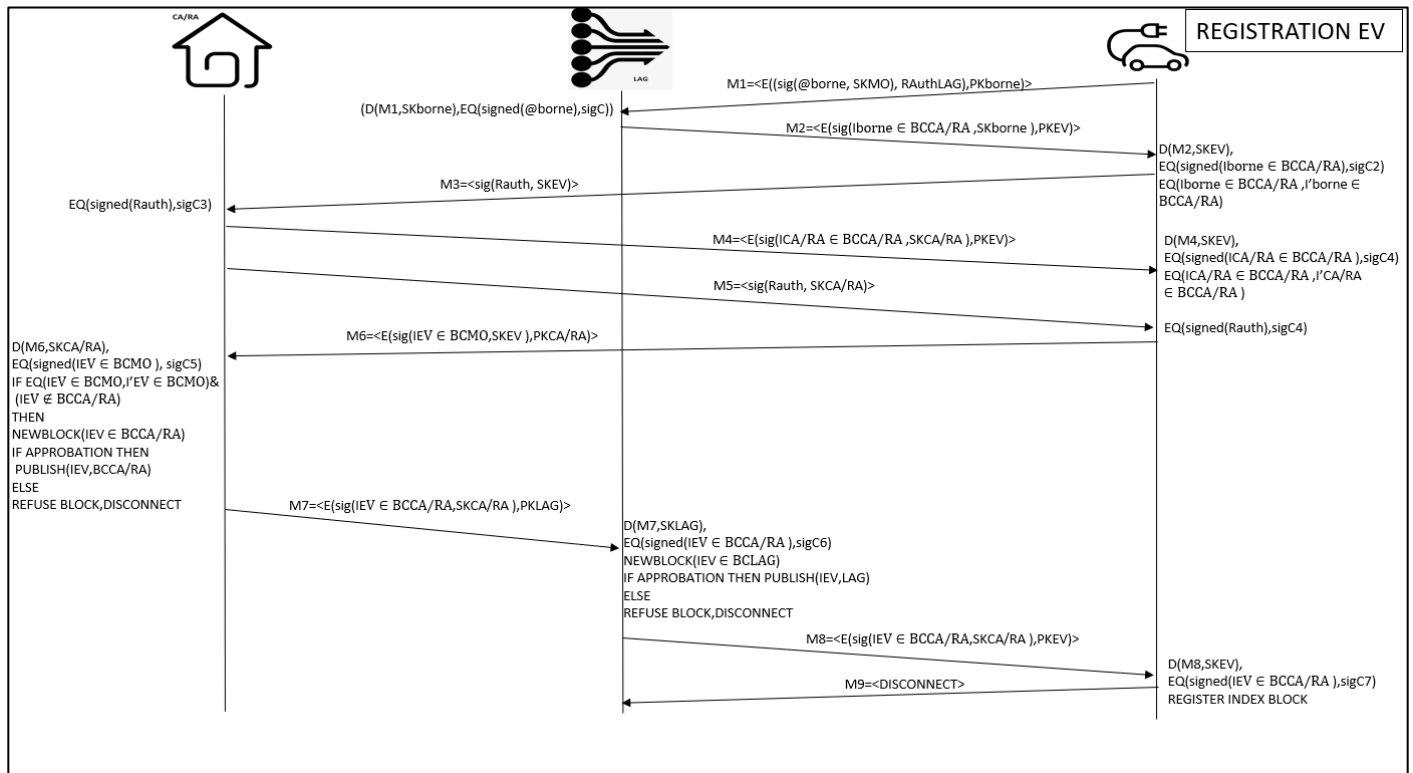 CA/RA
LAG
REGISTRATION EV
M1=<E((sig(@borne, SKMO), RAuthLAG),PKborne)>
(D(M1,SKborne),EQ(signed(@borne),sigC))
M2=<E(sig(Iborne ∈ BCCA/RA ,SKborne ),PKEV)>
D(M2,SKEV),
EQ(signed(Iborne ∈ BCCA/RA),sigC2)
EQ(Iborne ∈ BCCA/RA ,I'borne ∈
BCCA/RA)
M3=<sig(Rauth, SKEV)>
EQ(signed(Rauth),sigC3)
M4=<E(sig(ICA/RA ∈ BCCA/RA ,SKCA/RA ),PKEV)>
D(M4,SKEV),
EQ(signed(ICA/RA ∈ BCCA/RA ),sigC4)
EQ(ICA/RA ∈ BCCA/RA ,I'CA/RA
∈ BCCA/RA )
M5=<sig(Rauth, SKCA/RA)>
EQ(signed(Rauth),sigC4)
M6=<E(sig(IEV ∈ BCMO,SKEV ),PKCA/RA)>
D(M6,SKCA/RA),
EQ(signed(IEV ∈ BCMO ), sigC5)
IF EQ(IEV ∈ BCMO,I'EV ∈ BCMO)&
(IEV ∉ BCCA/RA)
THEN
NEWBLOCK(IEV ∈ BCCA/RA)
IF APPROBATION THEN
PUBLISH(IEV,BCCA/RA)
ELSE
REFUSE BLOCK,DISCONNECT
M7=<E(sig(IEV ∈ BCCA/RA,SKCA/RA ),PKLAG)>
D(M7,SKLAG),
EQ(signed(IEV ∈ BCCA/RA ),sigC6)
NEWBLOCK(IEV ∈ BCLAG)
IF APPROBATION THEN PUBLISH(IEV,LAG)
ELSE
REFUSE BLOCK,DISCONNECT
M8=<E(sig(IEV ∈ BCCA/RA,SKCA/RA ),PKEV)>
D(M8,SKEV),
EQ(signed(IEV ∈ BCCA/RA ),sigC7)
REGISTER INDEX BLOCK
M9=<DISCONNECT>